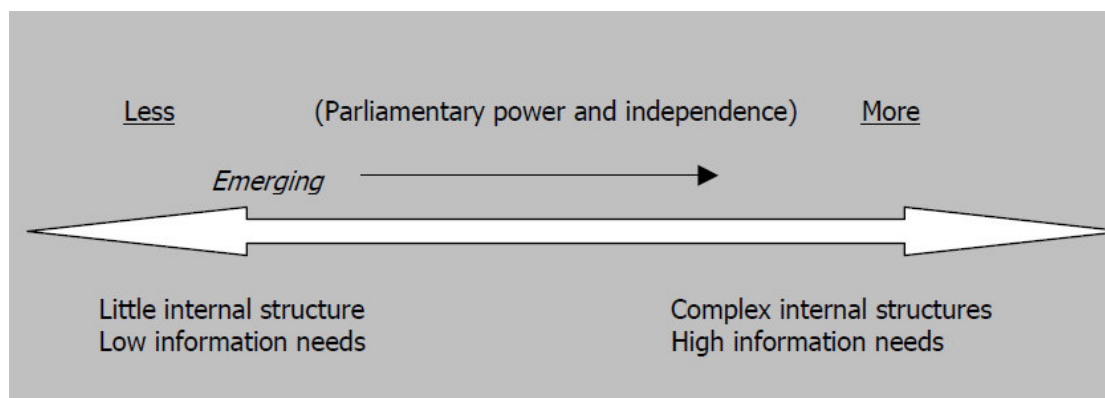 Less (Parliamentary power and independence) More
Emerging
Little internal structure
Low information needs
Complex internal structures
High information needs